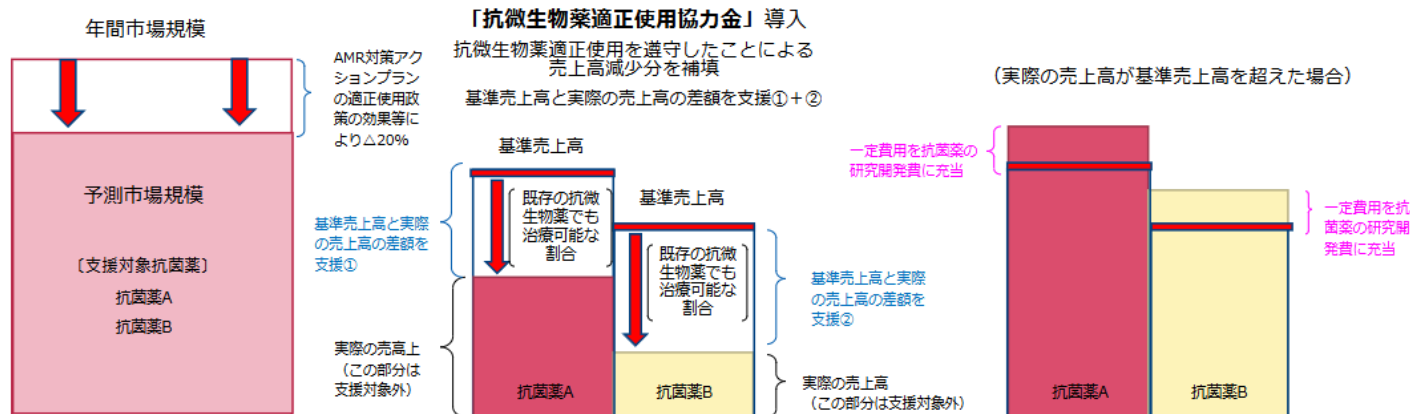 年間市場規模
AMR対策アク
ションプラン
の適正使用政
策の効果等に
より△20%
予測市場規模
〔支援対象抗菌薬〕
抗菌薬A
抗菌薬B
「抗微生物薬適正使用協力金」導入
抗微生物薬適正使用を遵守したことによる
売上高減少分を補填
基準売上高と実際の売上高の差額を支援①+②
基準売上高
基準売上高と実際
の売上高の差額を
支援①
既存の抗微
生物薬でも
治療可能な
割合
基準売上高
既存の抗微
生物薬でも
治療可能な
割合
基準売上高と実際
の売上高の差額を
支援②
実際の売高上
(この部分は
支援対象外)
抗菌薬A
抗菌薬B
実際の売上高
(この部分は支援対象外)
(実際の売上高が基準売上高を超えた場合)
一定費用を抗菌薬の
研究開発費に充当
一定費用を抗
菌薬の研究開
発費に充当
抗菌薬A
抗菌薬B